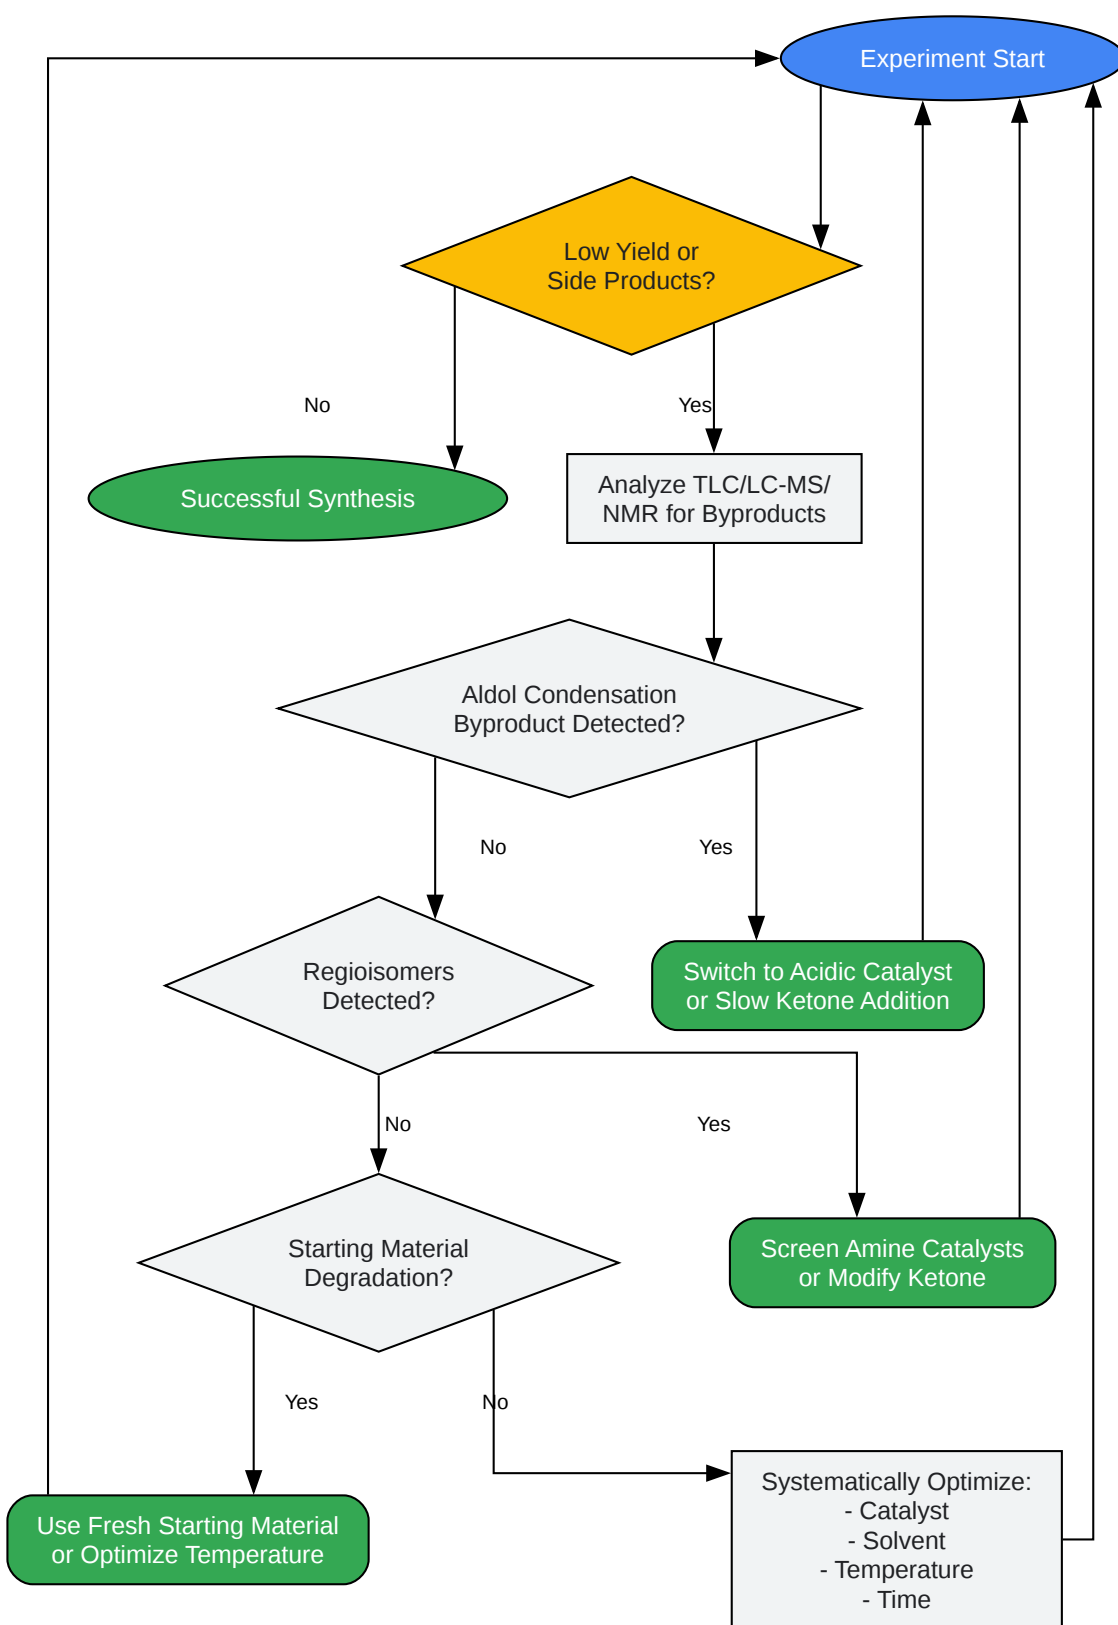 Experiment Start
Low Yield or
Side Products?
No
Yes
Successful Synthesis
Analyze TLC/LC-MS/
NMR for Byproducts
Aldol Condensation
Byproduct Detected?
No
Yes
Regioisomers
Detected?
Switch to Acidic Catalyst
or Slow Ketone Addition
No
Yes
Starting Material
Degradation?
Screen Amine Catalysts
or Modify Ketone
Yes
No
Use Fresh Starting Material
or Optimize Temperature
Systematically Optimize:
- Catalyst
- Solvent
- Temperature
- Time